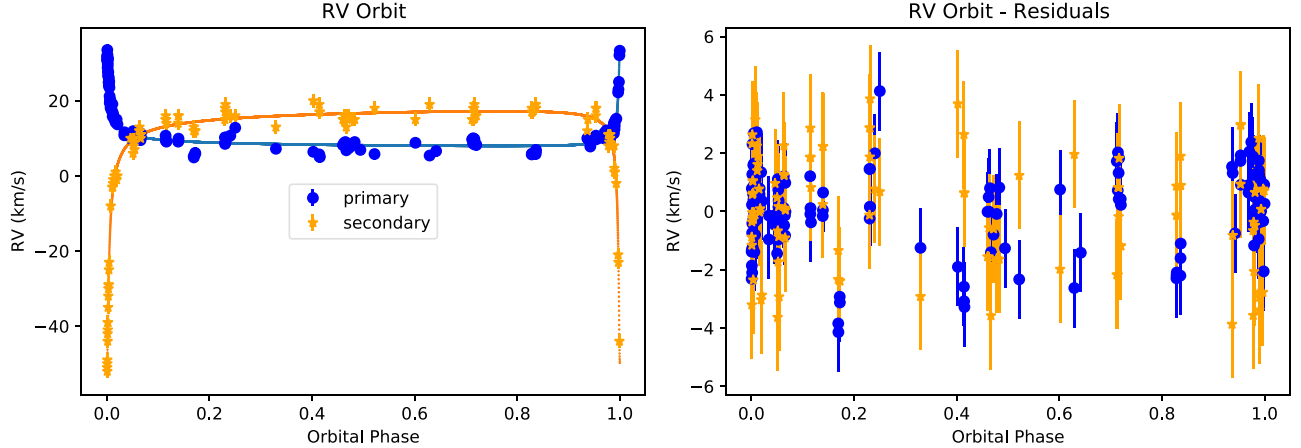 RV Orbit
RV (km/s)
20
0
−20
−40
primary
secondary
0.0 0.2 0.4 0.6 0.8 1.0
Orbital Phase
RV Orbit - Residuals
RV (km/s)
6
4
2
0
−2
−4
−6
0.0 0.2 0.4 0.6 0.8 1.0
Orbital Phase